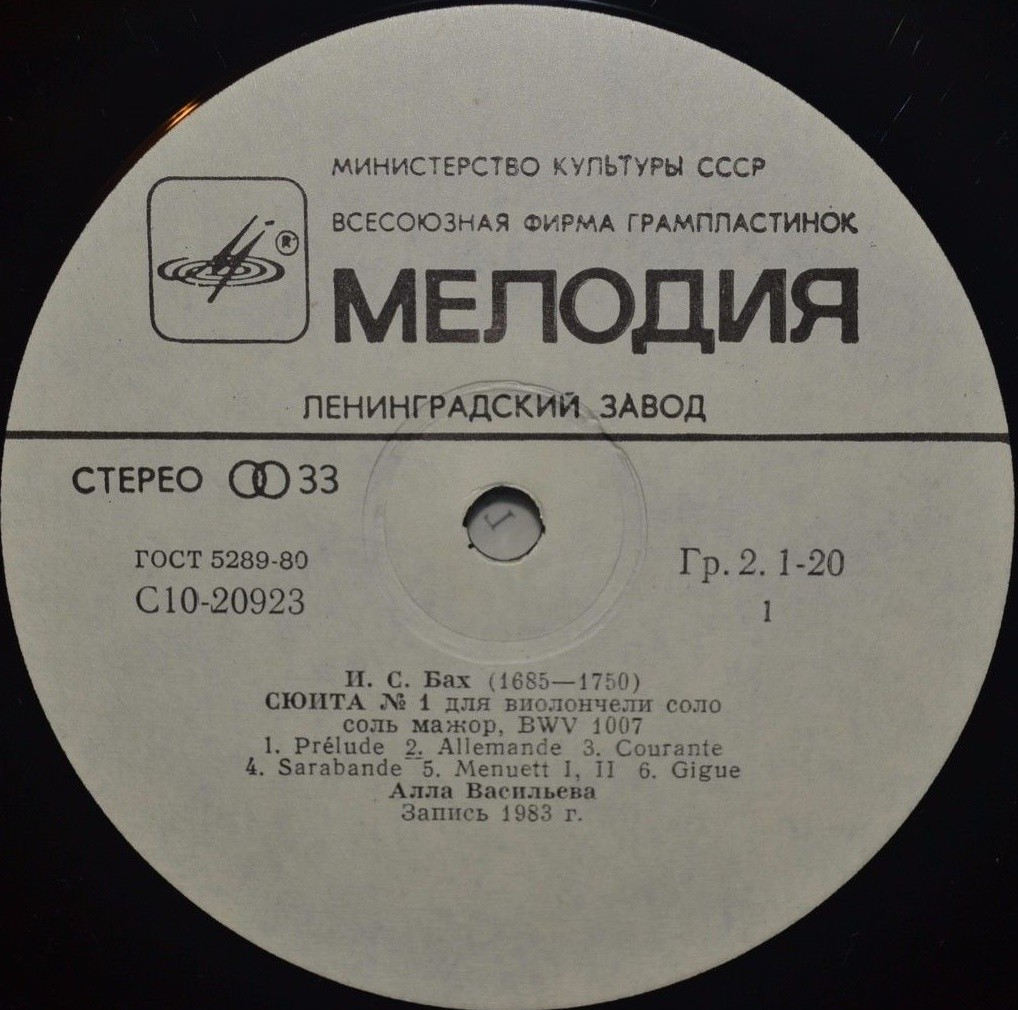 МИНИСТЕРСТВО КУЛЬТУРЫ СССР
ВСЕСОЮЗНАЯ ФИРМА ГРАМПЛАСТИНОК
®
МЕЛОДИЯ
ЛЕНИНГРАДСКИЙ ЗАВОД
СТЕРЕО 33
ГОСТ 5289-80
С10-20923
Гр. 2. 1-20
1
И. С. Бах (1685—1750)
СЮИТА № 1 для виолончели соло
соль мажор, BWV 1007
1. Prélude 2. Allemande 3. Courante
4. Sarabande 5. Menuett I, II 6. Gigue
Алла Васильева
Запись 1983 г.